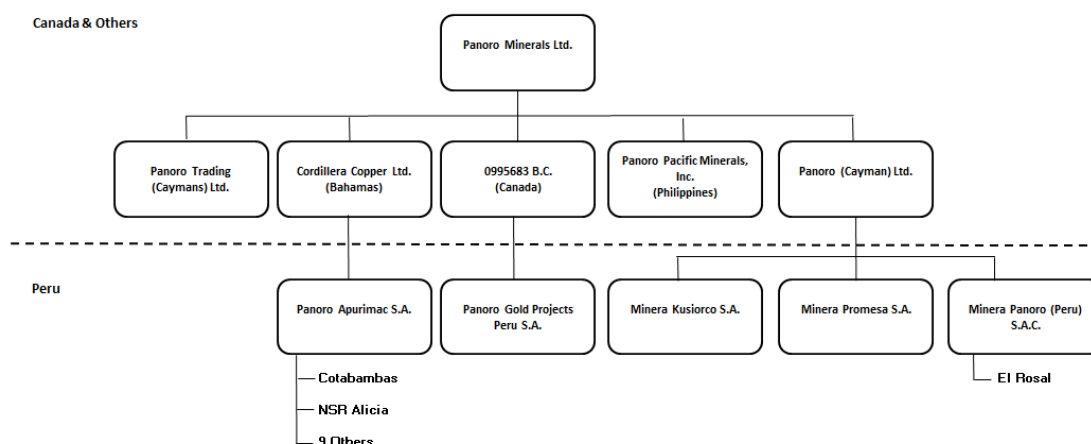 Canada & Others
Panoro Minerals Ltd.
Panoro Trading
(Caymans) Ltd.
Cordillera Copper Ltd.
(Bahamas)
0995683 B.C.
(Canada)
Panoro Pacific Minerals,
Inc.
(Philippines)
Panoro (Cayman) Ltd.
Peru
Panoro Apurimac S.A.
Panoro Gold Projects
Peru S.A.
Minera Kusiorco S.A.
Minera Promesa S.A.
Minera Panoro (Peru)
S.A.C.
Cotabambas
NSR Alicia
9 Others
El Rosal